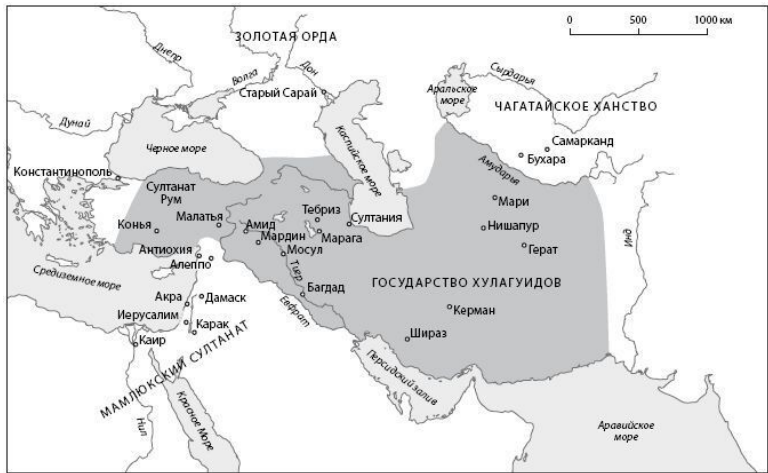 ЗОЛОТАЯ ОРДА
0 500 1000 км
Днепр
Волга
Дон
Сырдарья
Старый Сарай
Аральское
море
ЧАГАТАЙСКОЕ ХАНСТВО
Дунай
Самарканд
Бухара
Черное море
Каспийское море
Амударья
Константинополь
Султанат
Рум
Мари
Тебриз
Султания
Конья
Малатья
Амид
Мардин
Марага
Нишапур
Инд
Антиохия
Мосул
Герат
Алеппо
Тигр
Средиземное море
ГОСУДАРСТВО ХУЛАГУИДОВ
Багдад
Акра
Дамаск
Евфрат
Керман
Иерусалим
Карак
Шираз
Каир
МАМЛЮКСКИЙ СУЛТАНАТ
Персидский залив
Нил
Красное Море
Аравийское
море